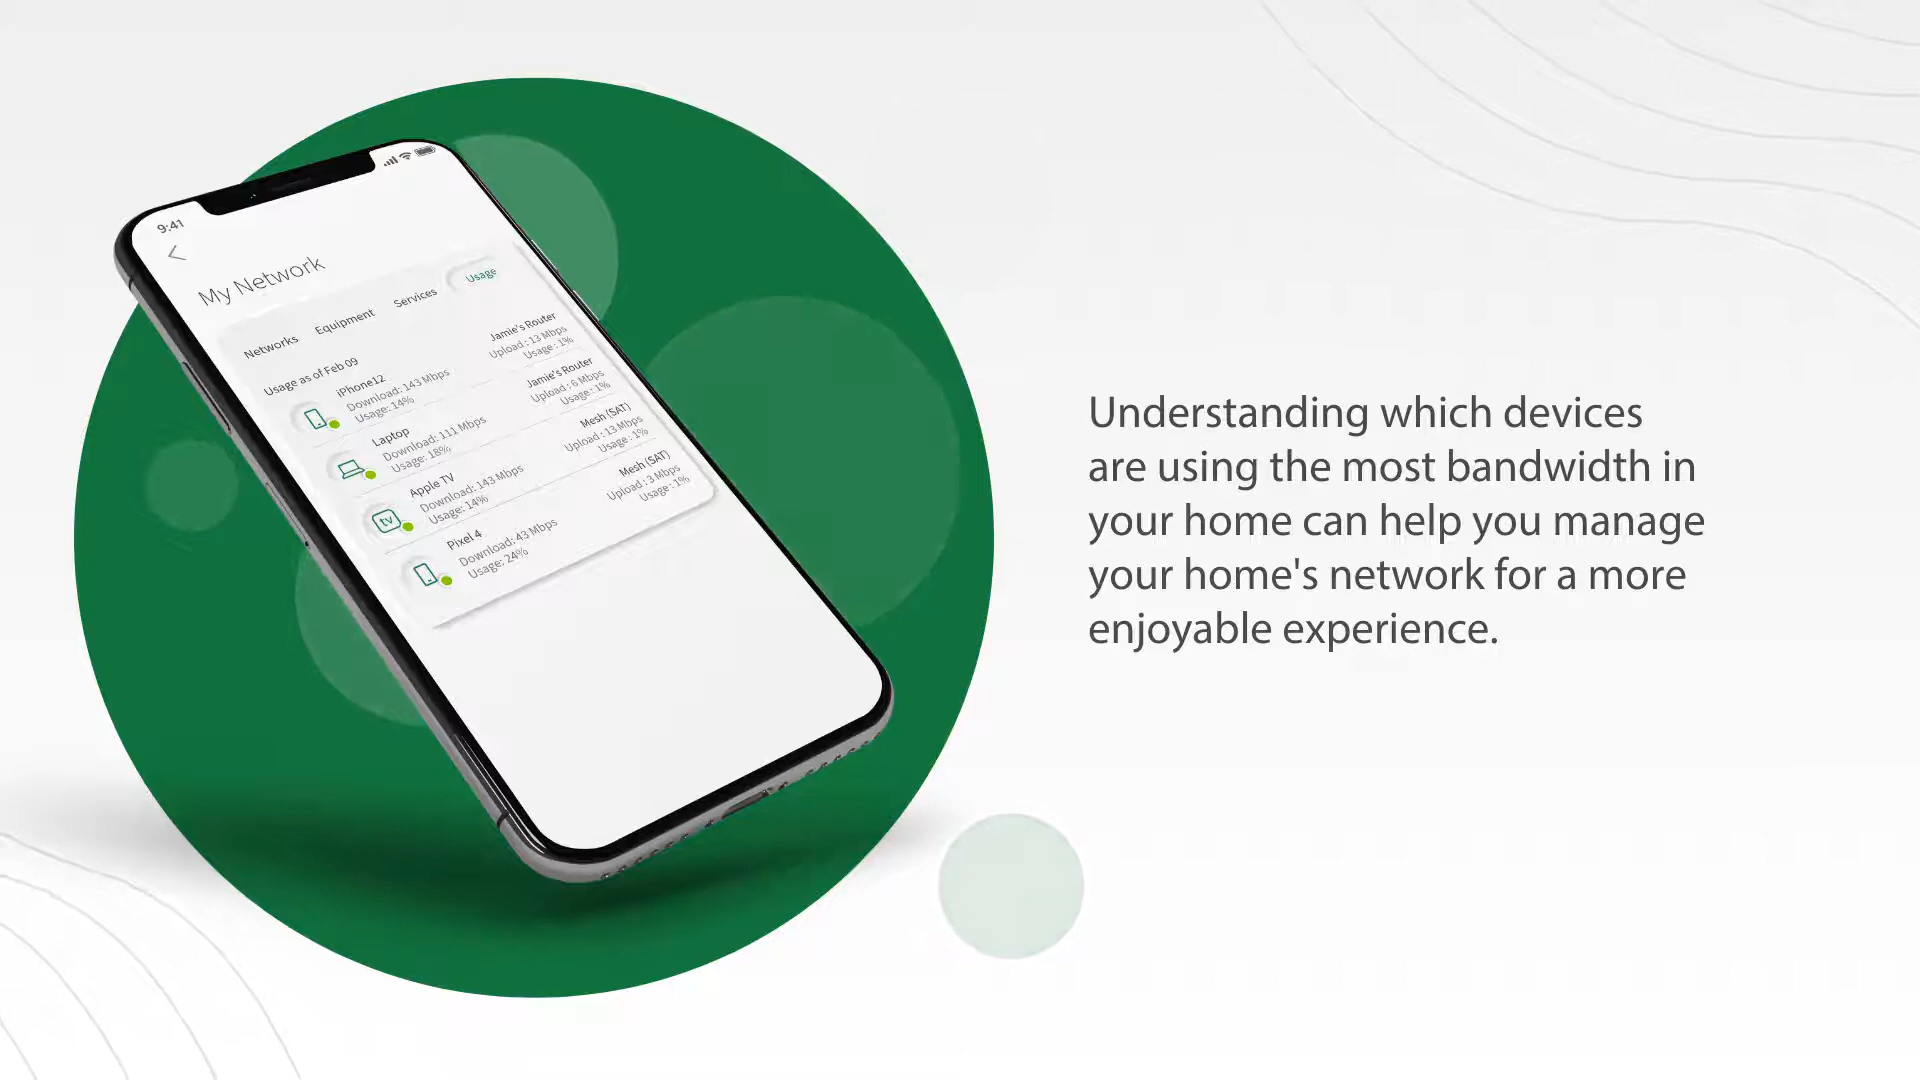 9:41
My Network
Networks Equipment Services Usage
Usage as of Feb 09
iPhone12 Jamie's Router
Download: 143 Mbps Upload : 13 Mbps
Usage: 14% Usage : 1%
Laptop Jamie's Router
Download: 111 Mbps Upload : 6 Mbps
Usage: 18% Usage : 1%
Apple TV Mesh (SAT)
Download: 143 Mbps Upload : 13 Mbps
Usage: 14% Usage : 1%
tv
Pixel 4 Mesh (SAT)
Download: 43 Mbps Upload : 3 Mbps
Usage: 24% Usage : 1%
Understanding which devices
are using the most bandwidth in
your home can help you manage
your home's network for a more
enjoyable experience.